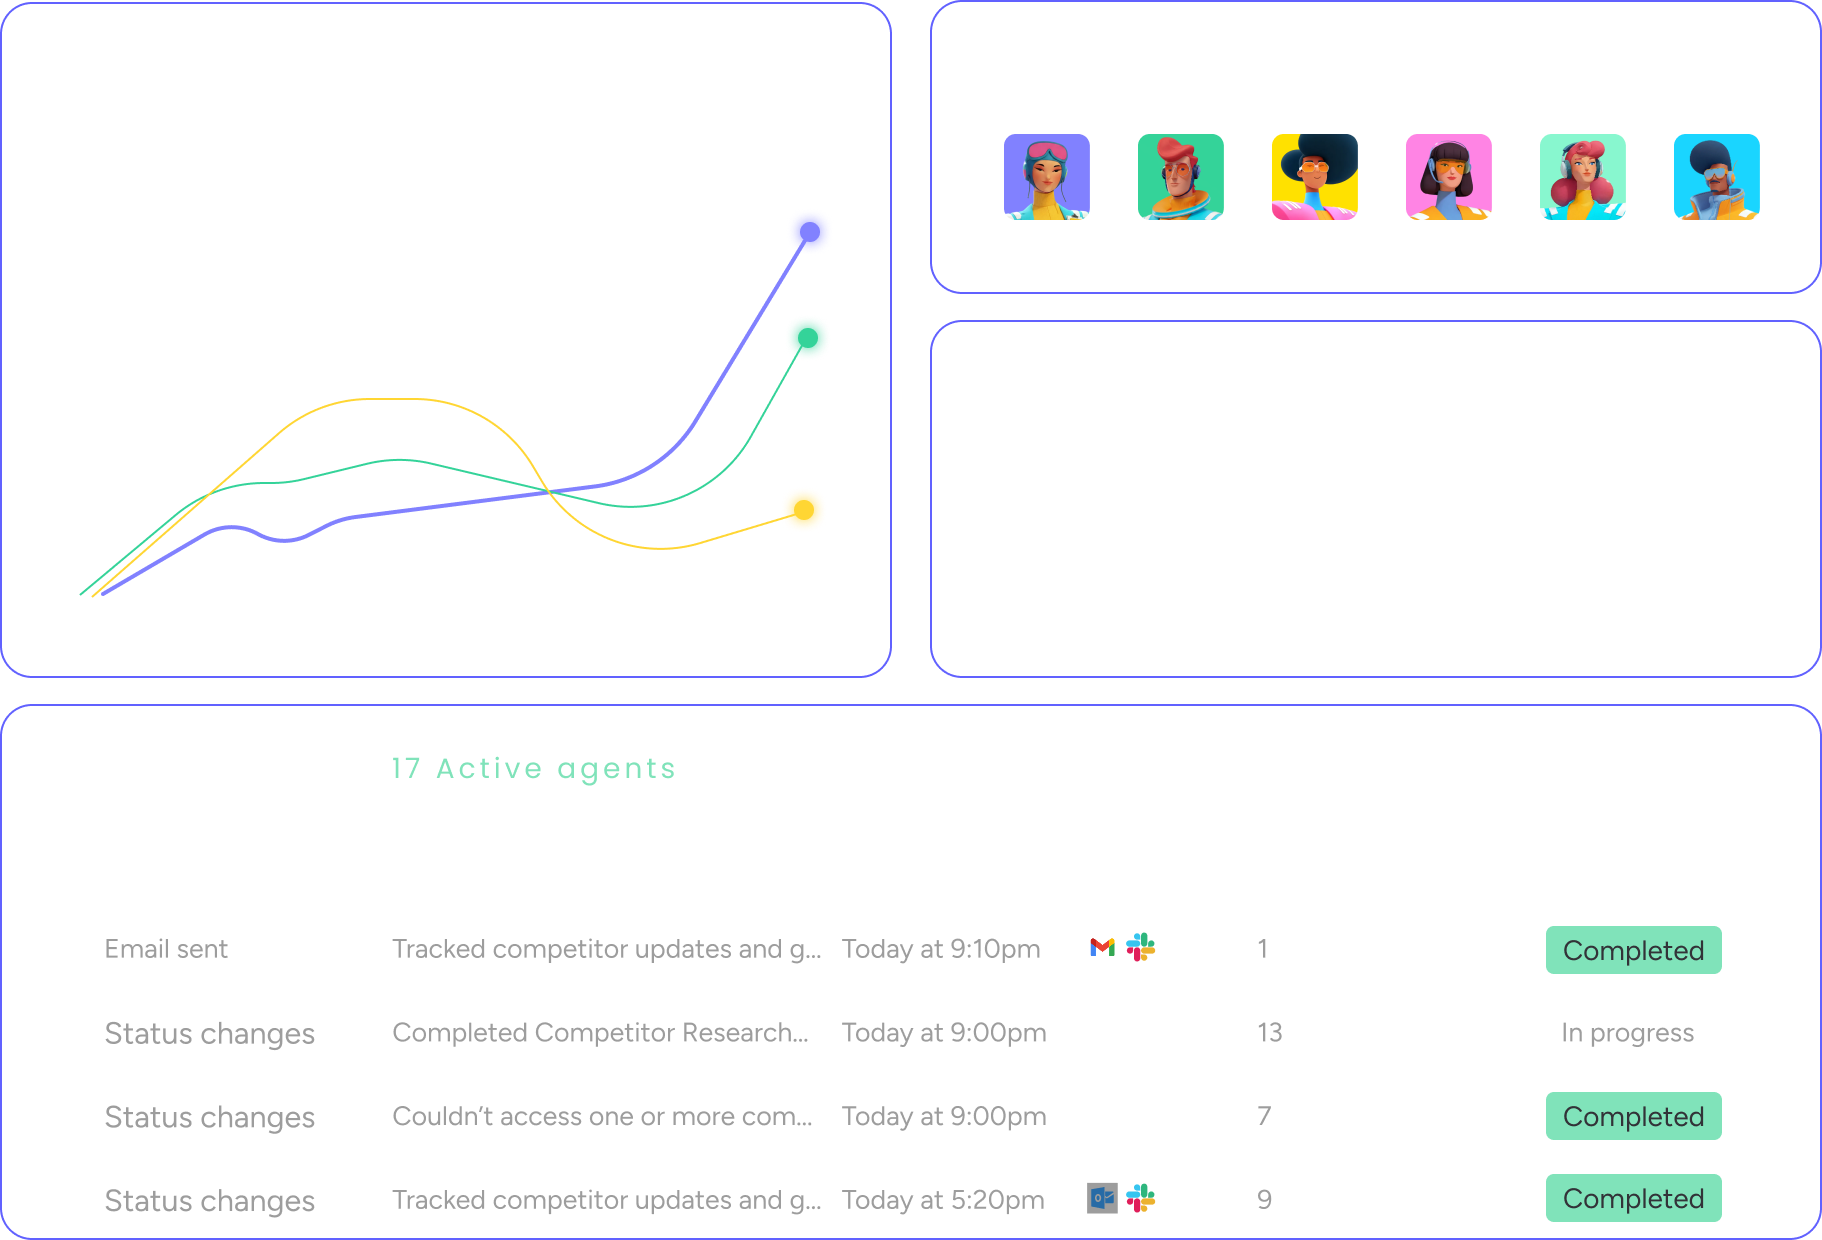 17 Active agents
Email sent Tracked competitor updates and g... Today at 9:10pm 1 Completed
Status changes Completed Competitor Research... Today at 9:00pm 13 In progress
Status changes Couldn’t access one or more com... Today at 9:00pm 7 Completed
Status changes Tracked competitor updates and g... Today at 5:20pm 9 Completed